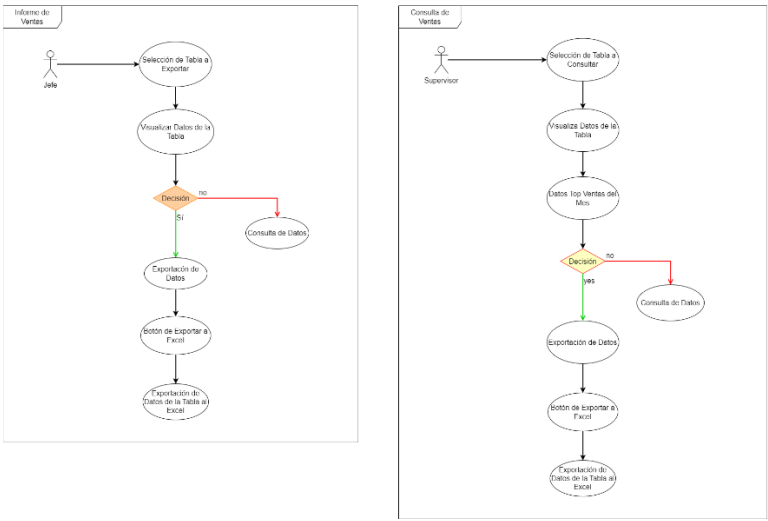 Informe de
Ventas
Jefe
Selección de Tabla a
Exportar
Visualizar Datos de la
Tabla
Decisión
no
Sí
Consulta de Datos
Exportación de
Datos
Botón de Exportar a
Excel
Exportación de
Datos de la Tabla al
Excel
Consulta de
Ventas
Supervisor
Selección de Tabla a
Consultar
Visualiza Datos de la
Tabla
Datos Top Ventas del
Mes
Decisión
no
yes
Consulta de Datos
Exportación de Datos
Botón de Exportar a
Excel
Exportación de
Datos de la Tabla al
Excel